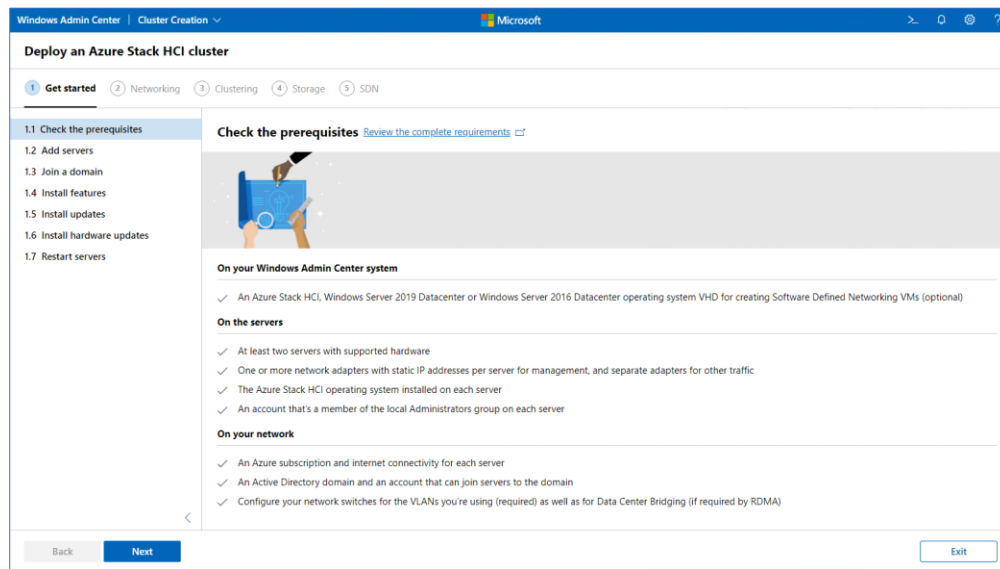 Windows Admin Center | Cluster Creation
Microsoft
Deploy an Azure Stack HCI cluster
1 Get started 2 Networking 3 Clustering 4 Storage 5 SDN
1.1 Check the prerequisites
1.2 Add servers
1.3 Join a domain
1.4 Install features
1.5 Install updates
1.6 Install hardware updates
1.7 Restart servers
Check the prerequisites Review the complete requirements
On your Windows Admin Center system
An Azure Stack HCI, Windows Server 2019 Datacenter or Windows Server 2016 Datacenter operating system VHD for creating Software Defined Networking VMs (optional)
On the servers
At least two servers with supported hardware
One or more network adapters with static IP addresses per server for management, and separate adapters for other traffic
The Azure Stack HCI operating system installed on each server
An account that's a member of the local Administrators group on each server
On your network
An Azure subscription and internet connectivity for each server
An Active Directory domain and an account that can join servers to the domain
Configure your network switches for the VLANs you're using (required) as well as for Data Center Bridging (if required by RDMA)
Back Next Exit